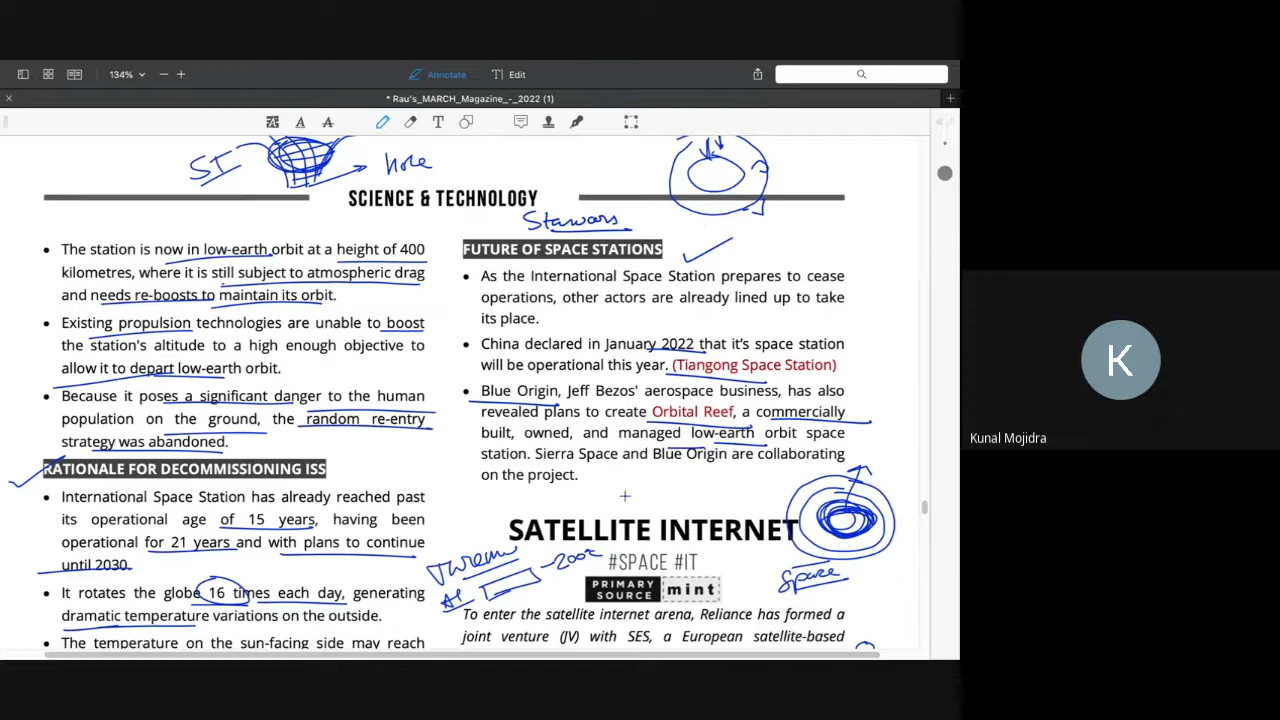 134%
Annotate
Edit
* Rau's_MARCH_Magazine_-_2022 (1)
SI
hole
SCIENCE & TECHNOLOGY
Starwars
• The station is now in low-earth orbit at a height of 400
kilometres, where it is still subject to atmospheric drag
and needs re-boosts to maintain its orbit.
• Existing propulsion technologies are unable to boost
the station's altitude to a high enough objective to
allow it to depart low-earth orbit.
• Because it poses a significant danger to the human
population on the ground, the random re-entry
strategy was abandoned.
RATIONALE FOR DECOMMISSIONING ISS
• International Space Station has already reached past
its operational age of 15 years, having been
operational for 21 years and with plans to continue
until 2030.
• It rotates the globe 16 times each day, generating
dramatic temperature variations on the outside.
• The temperature on the sun-facing side may reach
FUTURE OF SPACE STATIONS
• As the International Space Station prepares to cease
operations, other actors are already lined up to take
its place.
• China declared in January 2022 that it's space station
will be operational this year. (Tiangong Space Station)
• Blue Origin, Jeff Bezos' aerospace business, has also
revealed plans to create Orbital Reef, a commercially
built, owned, and managed low-earth orbit space
station. Sierra Space and Blue Origin are collaborating
on the project.
SATELLITE INTERNET
#SPACE #IT
200%
Space
PRIMARY
SOURCE
mint
To enter the satellite internet arena, Reliance has formed a
joint venture (JV) with SES, a European satellite-based
K
Kunal Mojidra